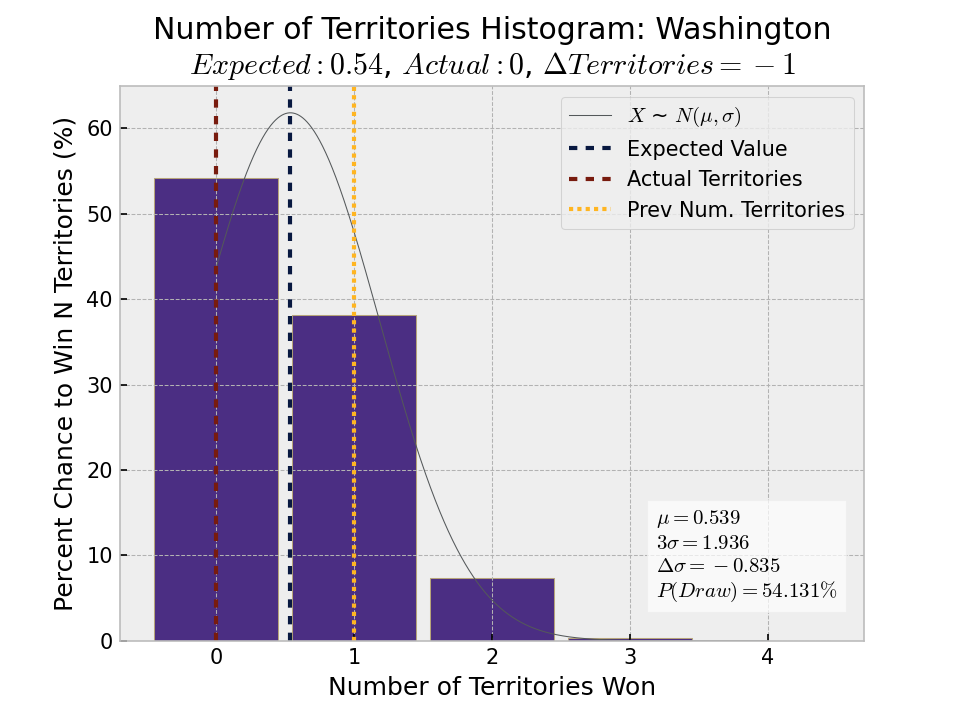 Number of Territories Histogram: Washington
Expected : 0.54, Actual : 0, ΔTerritories = −1
X ~ N(μ, σ)
Expected Value
Actual Territories
Prev Num. Territories
Percent Chance to Win N Territories (%)
60
50
40
30
20
10
0
μ = 0.539
3σ = 1.936
Δσ = −0.835
P(Draw) = 54.131%
0 1 2 3 4
Number of Territories Won